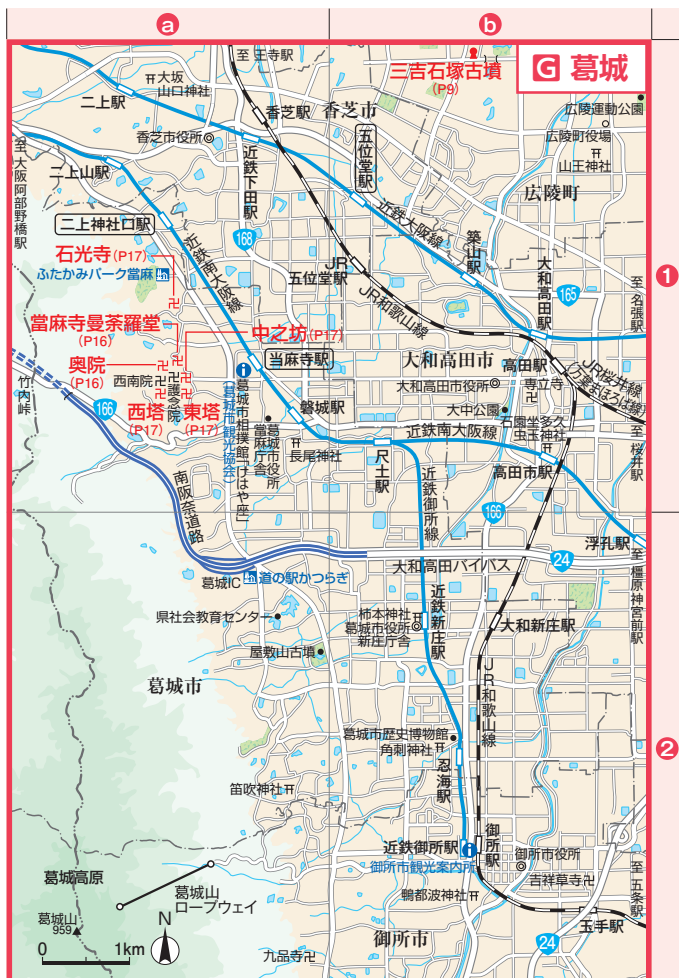 a
b
G 葛城
1
2
至 王寺駅
大坂
山口神社
二上駅
香芝駅
香芝市
三吉石塚古墳
(P9)
広陵運動公園
広陵町役場
山王神社
香芝市役所
近鉄下田駅
五位堂駅
広陵町
至 大阪阿部野橋駅
二上山駅
二上神社口駅
近鉄南大阪線
168
近鉄大阪線
築山駅
大和高田駅
165
至 名張駅
石光寺(P17)
ふたかみパーク當麻
JR
五位堂駅
JR和歌山線
當麻寺曼荼羅堂
(P16)
中之坊(P17)
当麻寺駅
大和高田市
高田駅
JR桜井線
(万葉まほろば線)
奥院
(P16)
西南院
護念院
西塔
(P17)
東塔
(P17)
竹内峠
166
大和高田市役所
専立寺
大中公園
石園坐多久
虫玉神社
葛城市相撲館「けはや座」
(葛城市観光協会)
葛城市役所
當麻庁舎
磐城駅
長尾神社
尺土駅
近鉄南大阪線
高田市駅
至 桜井駅
南阪奈道路
近鉄御所線
166
浮孔駅
24
大和高田バイパス
至 橿原神宮前駅
葛城IC
道の駅かつらぎ
県社会教育センター
柿本神社
葛城市役所
新庄庁舎
近鉄新庄駅
大和新庄駅
屋敷山古墳
葛城市
JR和歌山線
葛城市歴史博物館
角刺神社
忍海駅
笛吹神社
近鉄御所駅
御所駅
御所市観光案内所
御所市役所
吉祥草寺
至 五条駅
葛城高原
葛城山
ロープウェイ
鴨都波神社
玉手駅
葛城山
959
N
0
1km
九品寺
御所市
24